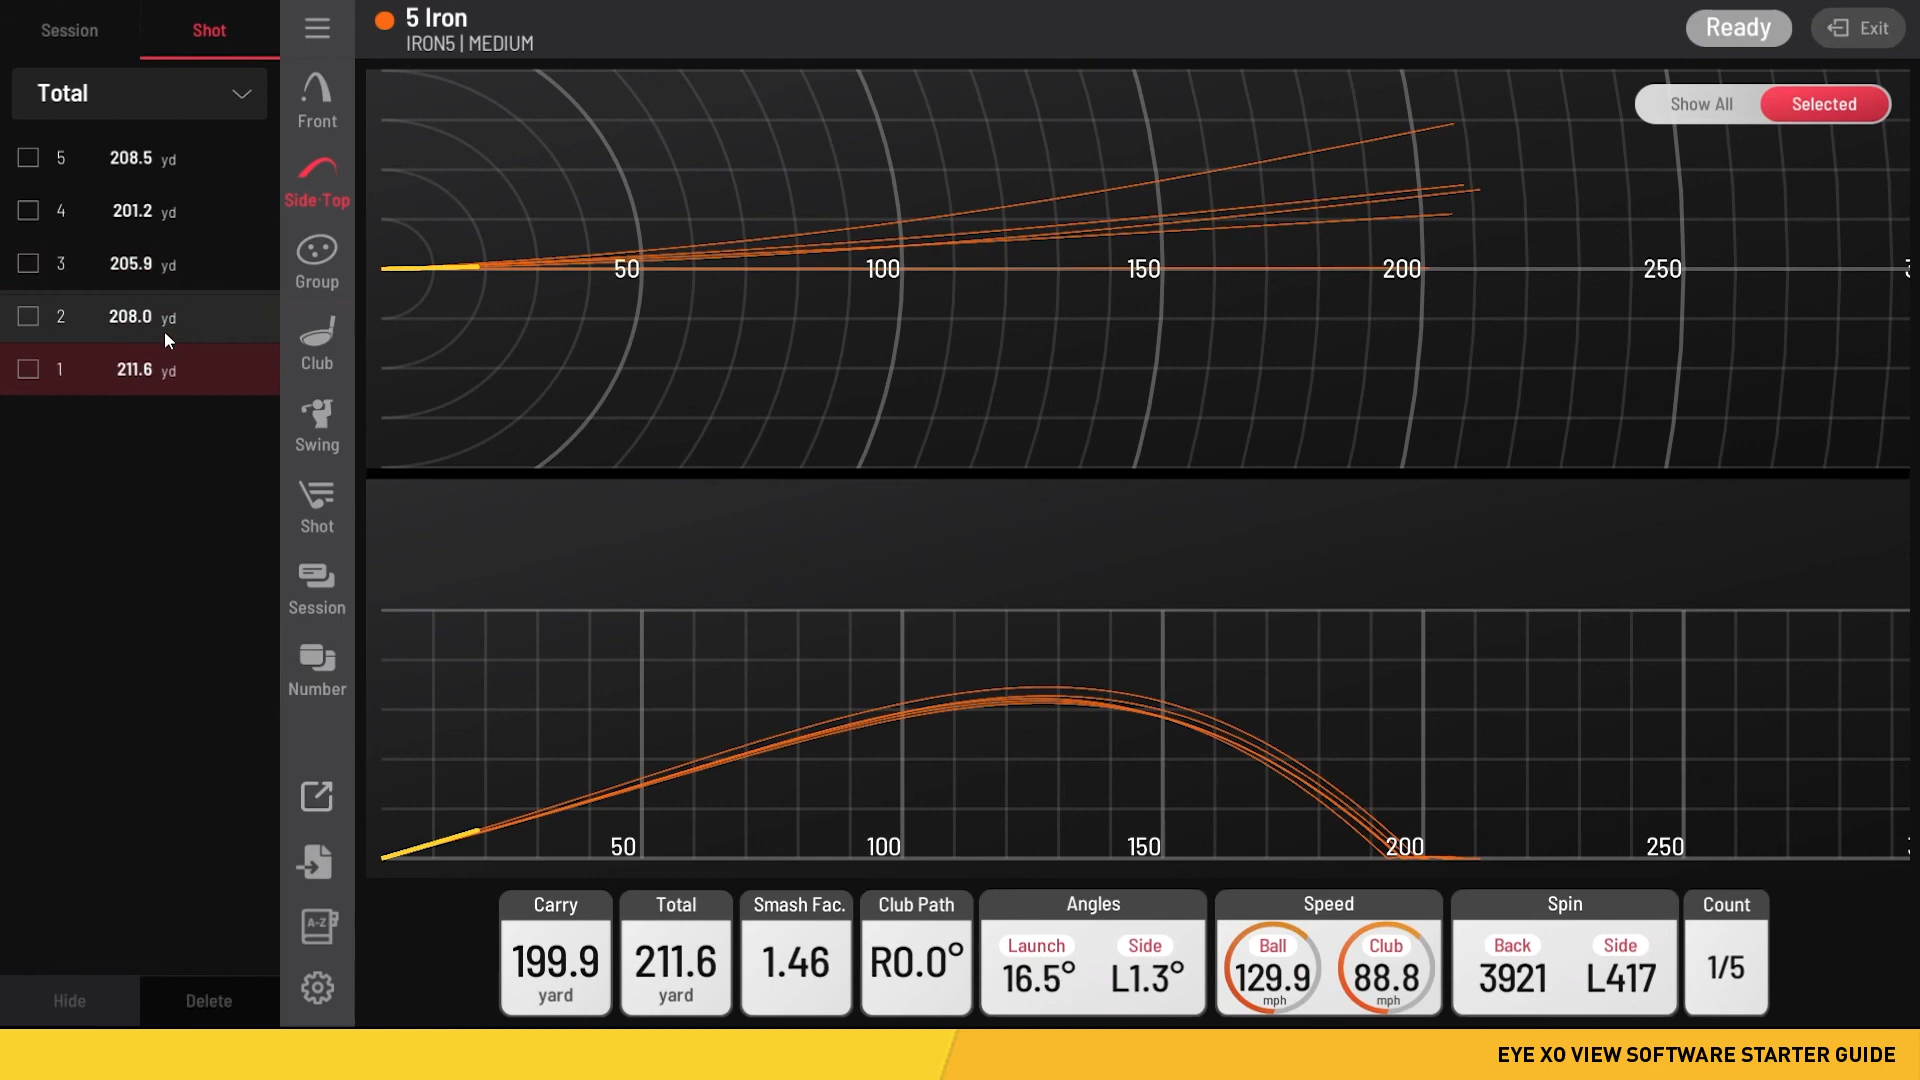 Session
Shot
Total
5 208.5 yd
4 201.2 yd
3 205.9 yd
2 208.0 yd
1 211.6 yd
Hide
Delete
Front
Side·Top
Group
Club
Swing
Shot
Session
Number
A-Z
5 Iron
IRON5 | MEDIUM
Ready
Exit
Show All
Selected
50 100 150 200 250
50 100 150 200 250
Carry
199.9
yard
Total
211.6
yard
Smash Fac.
1.46
Club Path
R0.0°
Angles
Launch Side
16.5° L1.3°
Speed
Ball Club
129.9 88.8
mph mph
Spin
Back Side
3921 L417
Count
1/5
EYE XO VIEW SOFTWARE STARTER GUIDE